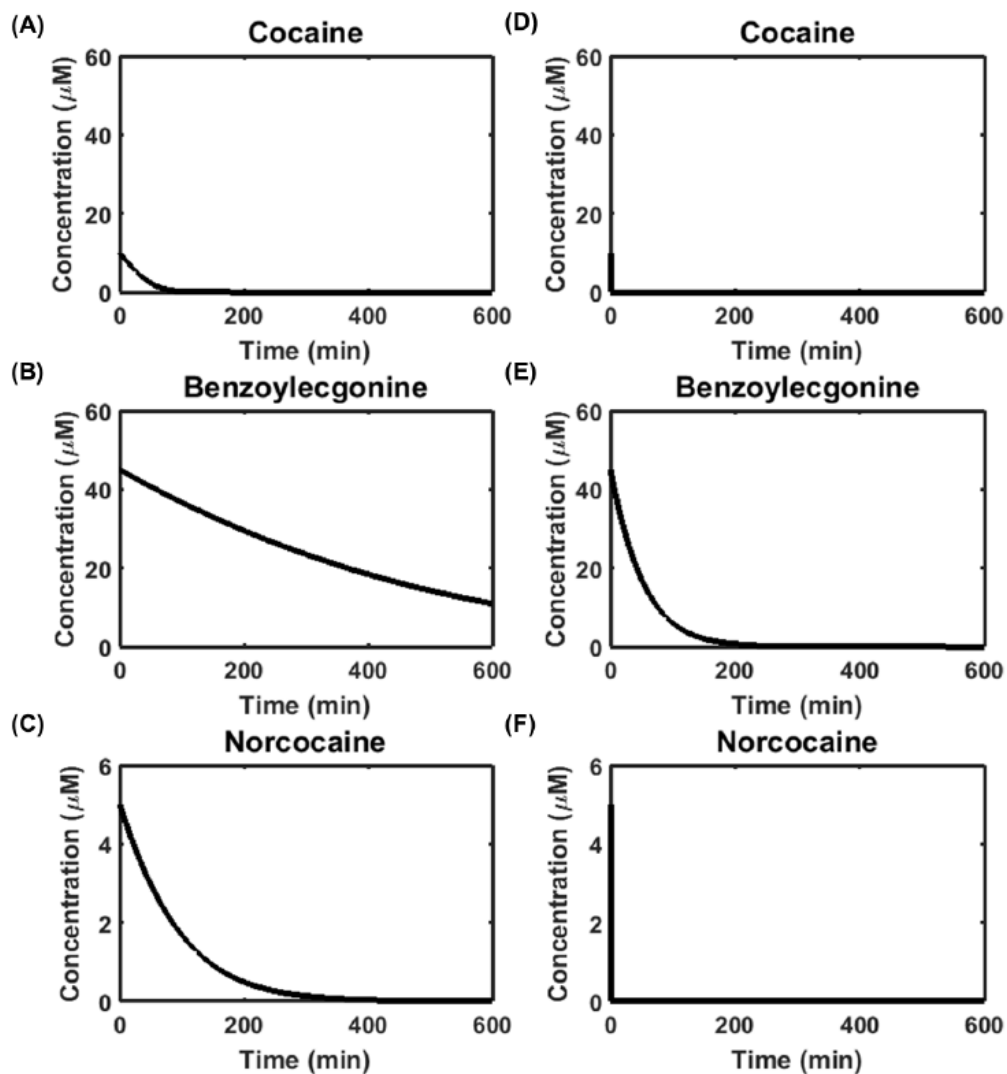 (A)
Cocaine
Concentration (μM)
60
40
20
0
0 200 400 600
Time (min)
(D)
Cocaine
Concentration (μM)
60
40
20
0
0 200 400 600
Time (min)
(B)
Benzoylecgonine
Concentration (μM)
60
40
20
0
0 200 400 600
Time (min)
(E)
Benzoylecgonine
Concentration (μM)
60
40
20
0
0 200 400 600
Time (min)
(C)
Norcocaine
Concentration (μM)
6
4
2
0
0 200 400 600
Time (min)
(F)
Norcocaine
Concentration (μM)
6
4
2
0
0 200 400 600
Time (min)